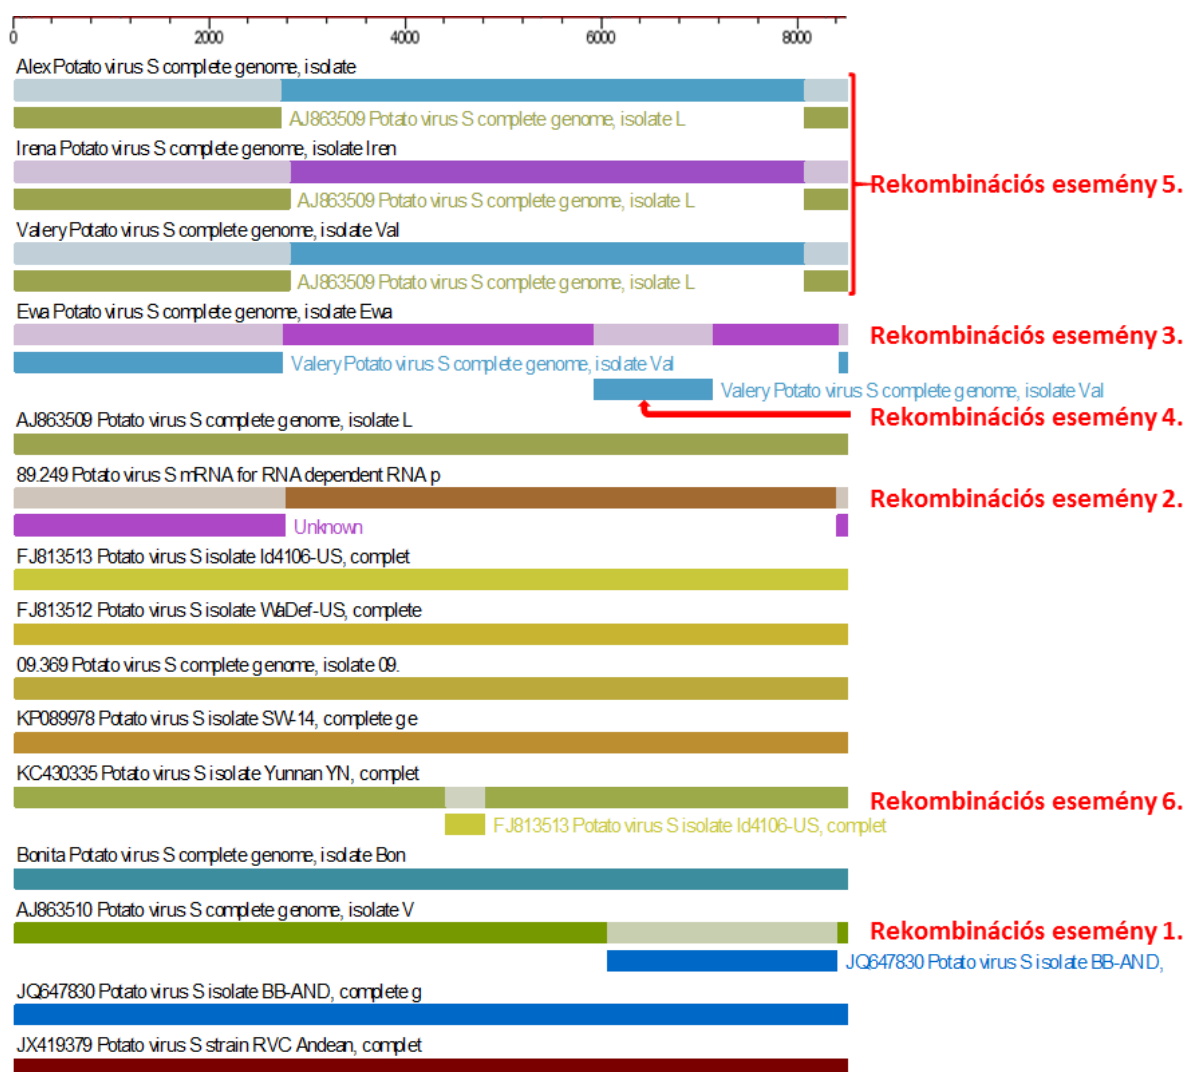 0 2000 4000 6000 8000
Alex Potato virus S complete genome, isolate
AJ863509 Potato virus S complete genome, isolate L
Irena Potato virus S complete genome, isolate Iren
Rekombinációs esemény 5.
AJ863509 Potato virus S complete genome, isolate L
Valery Potato virus S complete genome, isolate Val
AJ863509 Potato virus S complete genome, isolate L
Ewa Potato virus S complete genome, isolate Ewa
Rekombinációs esemény 3.
Valery Potato virus S complete genome, isolate Val
Valery Potato virus S complete genome, isolate Val
AJ863509 Potato virus S complete genome, isolate L
Rekombinációs esemény 4.
89.249 Potato virus S mRNA for RNA dependent RNA p
Rekombinációs esemény 2.
Unknown
FJ813513 Potato virus S isolate Id4106-US, complet
FJ813512 Potato virus S isolate WaDef-US, complete
09.369 Potato virus S complete genome, isolate 09.
KP089978 Potato virus S isolate SW-14, complete ge
KC430335 Potato virus S isolate Yunnan YN, complet
Rekombinációs esemény 6.
FJ813513 Potato virus S isolate Id4106-US, complet
Bonita Potato virus S complete genome, isolate Bon
AJ863510 Potato virus S complete genome, isolate V
Rekombinációs esemény 1.
JQ647830 Potato virus S isolate BB-AND,
JQ647830 Potato virus S isolate BB-AND, complete g
JX419379 Potato virus S strain RVC Andean, complet